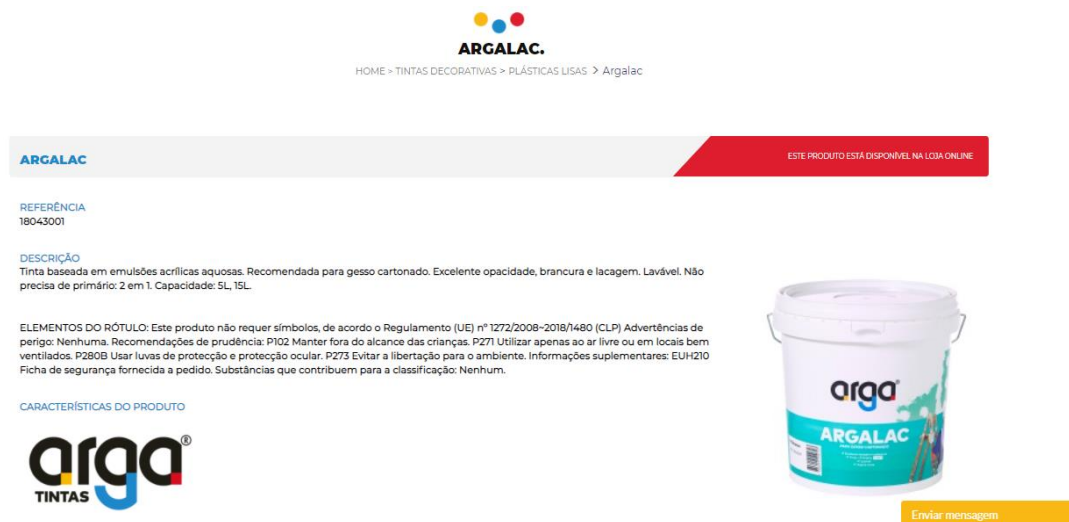 ARGALAC.
HOME > TINTAS DECORATIVAS > PLÁSTICAS LISAS > Argalac
ARGALAC
ESTE PRODUTO ESTÁ DISPONÍVEL NA LOJA ONLINE
REFERÊNCIA
18043001
DESCRIÇÃO
Tinta baseada em emulsões acrílicas aquosas. Recomendada para gesso cartonado. Excelente opacidade, brancura e lacagem. Lavável. Não
precisa de primário: 2 em 1. Capacidade: 5L, 15L.
ELEMENTOS DO RÓTULO: Este produto não requer símbolos, de acordo o Regulamento (UE) nº 1272/2008~2018/1480 (CLP) Advertências de
perigo: Nenhuma. Recomendações de prudência: P102 Manter fora do alcance das crianças. P271 Utilizar apenas ao ar livre ou em locais bem
ventilados. P280B Usar luvas de protecção e protecção ocular. P273 Evitar a libertação para o ambiente. Informações suplementares: EUH210
Ficha de segurança fornecida a pedido. Substâncias que contribuem para a classificação: Nenhum.
CARACTERÍSTICAS DO PRODUTO
arga®
TINTAS
arga
ARGALAC
Enviar mensagem